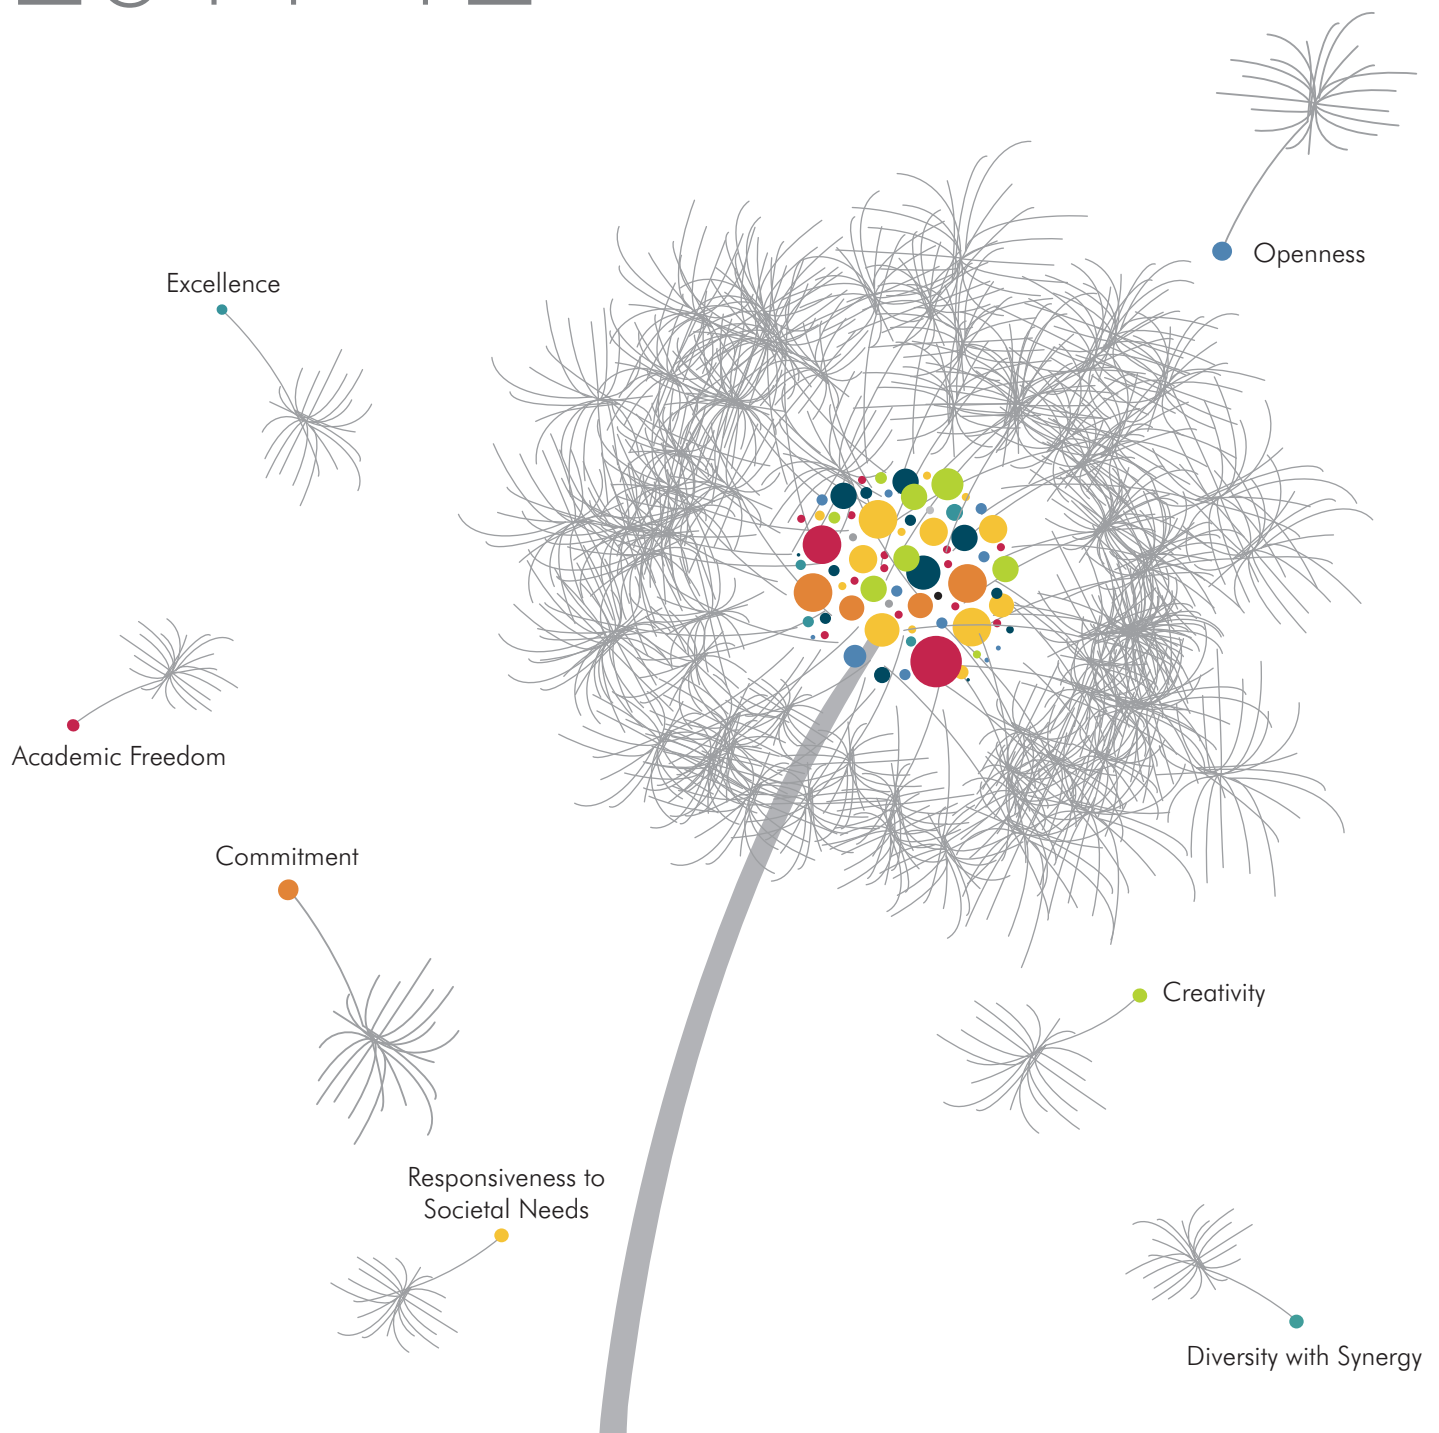 Openness
Excellence
Academic Freedom
Commitment
Creativity
Responsiveness to
Societal Needs
Diversity with Synergy